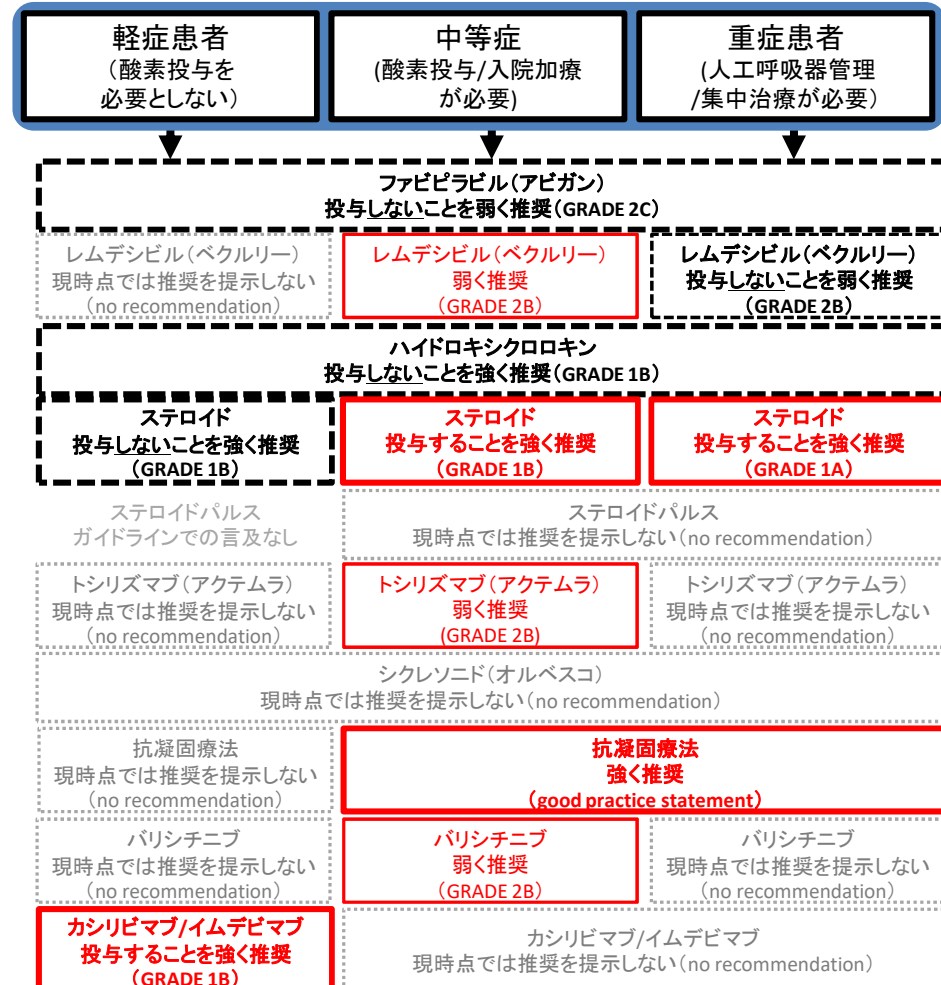 軽症患者
（酸素投与を
必要としない）
中等症
(酸素投与/入院加療
が必要)
重症患者
(人工呼吸器管理
/集中治療が必要）
ファビピラビル（アビガン）
投与しないことを弱く推奨（GRADE 2C）
レムデシビル（ベクルリー）
現時点では推奨を提示しない
（no recommendation）
レムデシビル（ベクルリー）
弱く推奨
（GRADE 2B）
レムデシビル（ベクルリー）
投与しないことを弱く推奨
（GRADE 2B）
ハイドロキシクロロキン
投与しないことを強く推奨（GRADE 1B）
ステロイド
投与しないことを強く推奨
（GRADE 1B）
ステロイド
投与することを強く推奨
（GRADE 1B）
ステロイド
投与することを強く推奨
（GRADE 1A）
ステロイドパルス
ガイドラインでの言及なし
ステロイドパルス
現時点では推奨を提示しない（no recommendation）
トシリズマブ（アクテムラ）
現時点では推奨を提示しない
（no recommendation）
トシリズマブ（アクテムラ）
弱く推奨
(GRADE 2B)
トシリズマブ（アクテムラ）
現時点では推奨を提示しない
（no recommendation）
シクレソニド（オルベスコ）
現時点では推奨を提示しない（no recommendation）
抗凝固療法
現時点では推奨を提示しない
（no recommendation）
抗凝固療法
強く推奨
（good practice statement）
バリシチニブ
現時点では推奨を提示しない
（no recommendation）
バリシチニブ
弱く推奨
（GRADE 2B）
バリシチニブ
現時点では推奨を提示しない
（no recommendation）
カシリビマブ/イムデビマブ
投与することを強く推奨
（GRADE 1B）
カシリビマブ/イムデビマブ
現時点では推奨を提示しない（no recommendation）